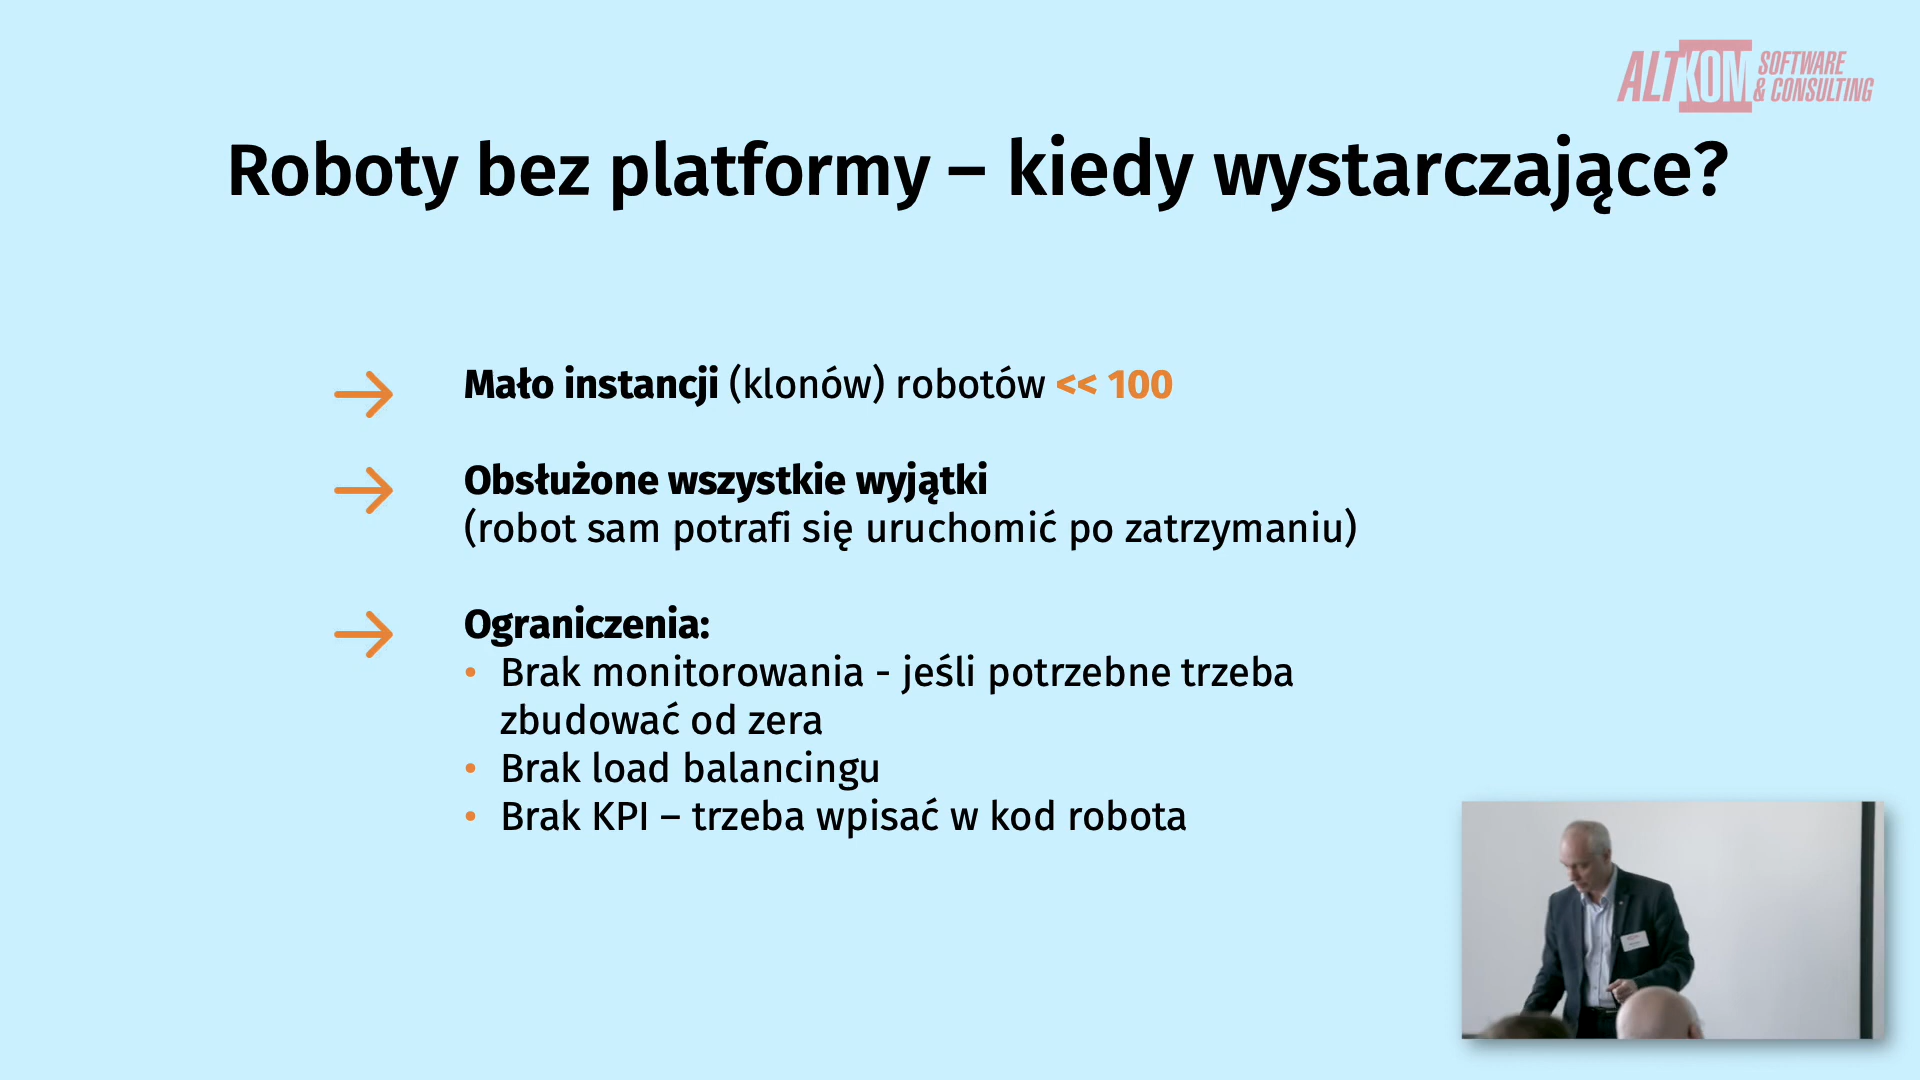 ALTKOM SOFTWARE
& CONSULTING
Roboty bez platformy – kiedy wystarczające?
Mało instancji (klonów) robotów << 100
Obsłużone wszystkie wyjątki
(robot sam potrafi się uruchomić po zatrzymaniu)
Ograniczenia:
• Brak monitorowania - jeśli potrzebne trzeba
zbudować od zera
• Brak load balancingu
• Brak KPI – trzeba wpisać w kod robota